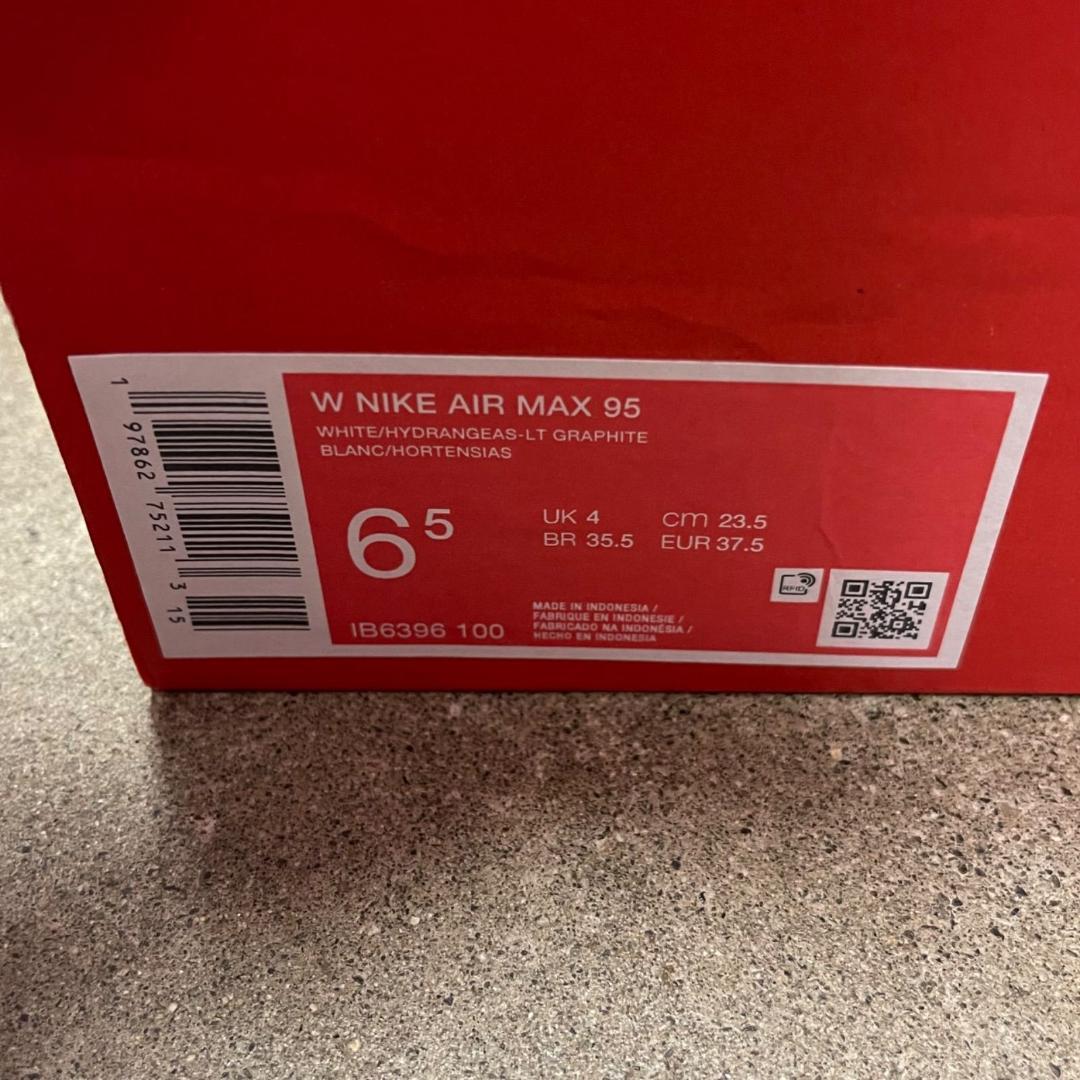 W NIKE AIR MAX 95
WHITE/HYDRANGEAS-LT GRAPHITE
BLANC/HORTENSIAS
6 5
UK 4 cm 23.5
BR 35.5 EUR 37.5
RFID
IB6396 100
MADE IN INDONESIA /
FABRIQUE EN INDONESIE /
FABRICADO NA INDONÉSIA /
HECHO EN INDONESIA
1 97862 75211 3 15